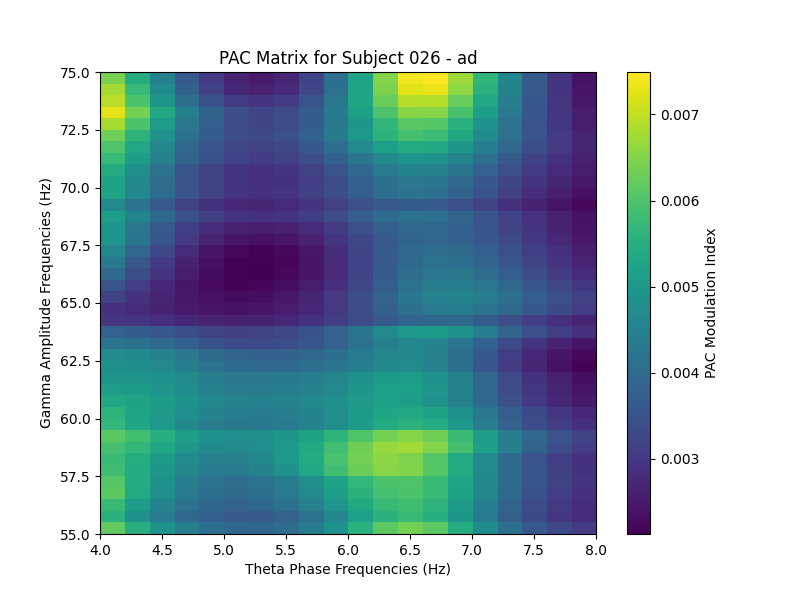 PAC Matrix for Subject 026 - ad
75.0
72.5
70.0
67.5
65.0
62.5
60.0
57.5
55.0
Gamma Amplitude Frequencies (Hz)
4.0 4.5 5.0 5.5 6.0 6.5 7.0 7.5 8.0
Theta Phase Frequencies (Hz)
0.007
0.006
0.005
0.004
0.003
PAC Modulation Index